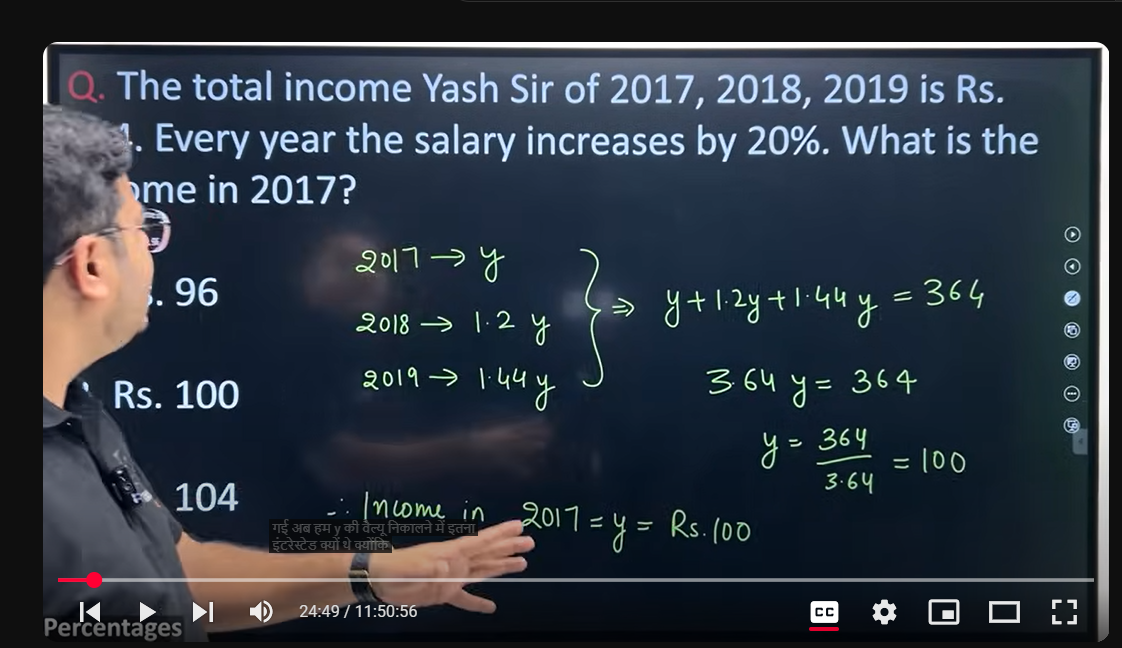 Q. The total income Yash Sir of 2017, 2018, 2019 is Rs.
4. Every year the salary increases by 20%. What is the
ome in 2017?
. 96
Rs. 100
104
2017 → y
2018 → 1.2 y
2019 → 1.44 y
⇒ y + 1.2y + 1.44 y = 364
3.64 y = 364
y = 364/3.64 = 100
∴ Income in 2017 = y = Rs. 100
गई अब हम y की वैल्यू निकालने में इतना
इंटरेस्टेड क्यों थे क्योंकि
24:49 / 11:50:56
CC
Percentages